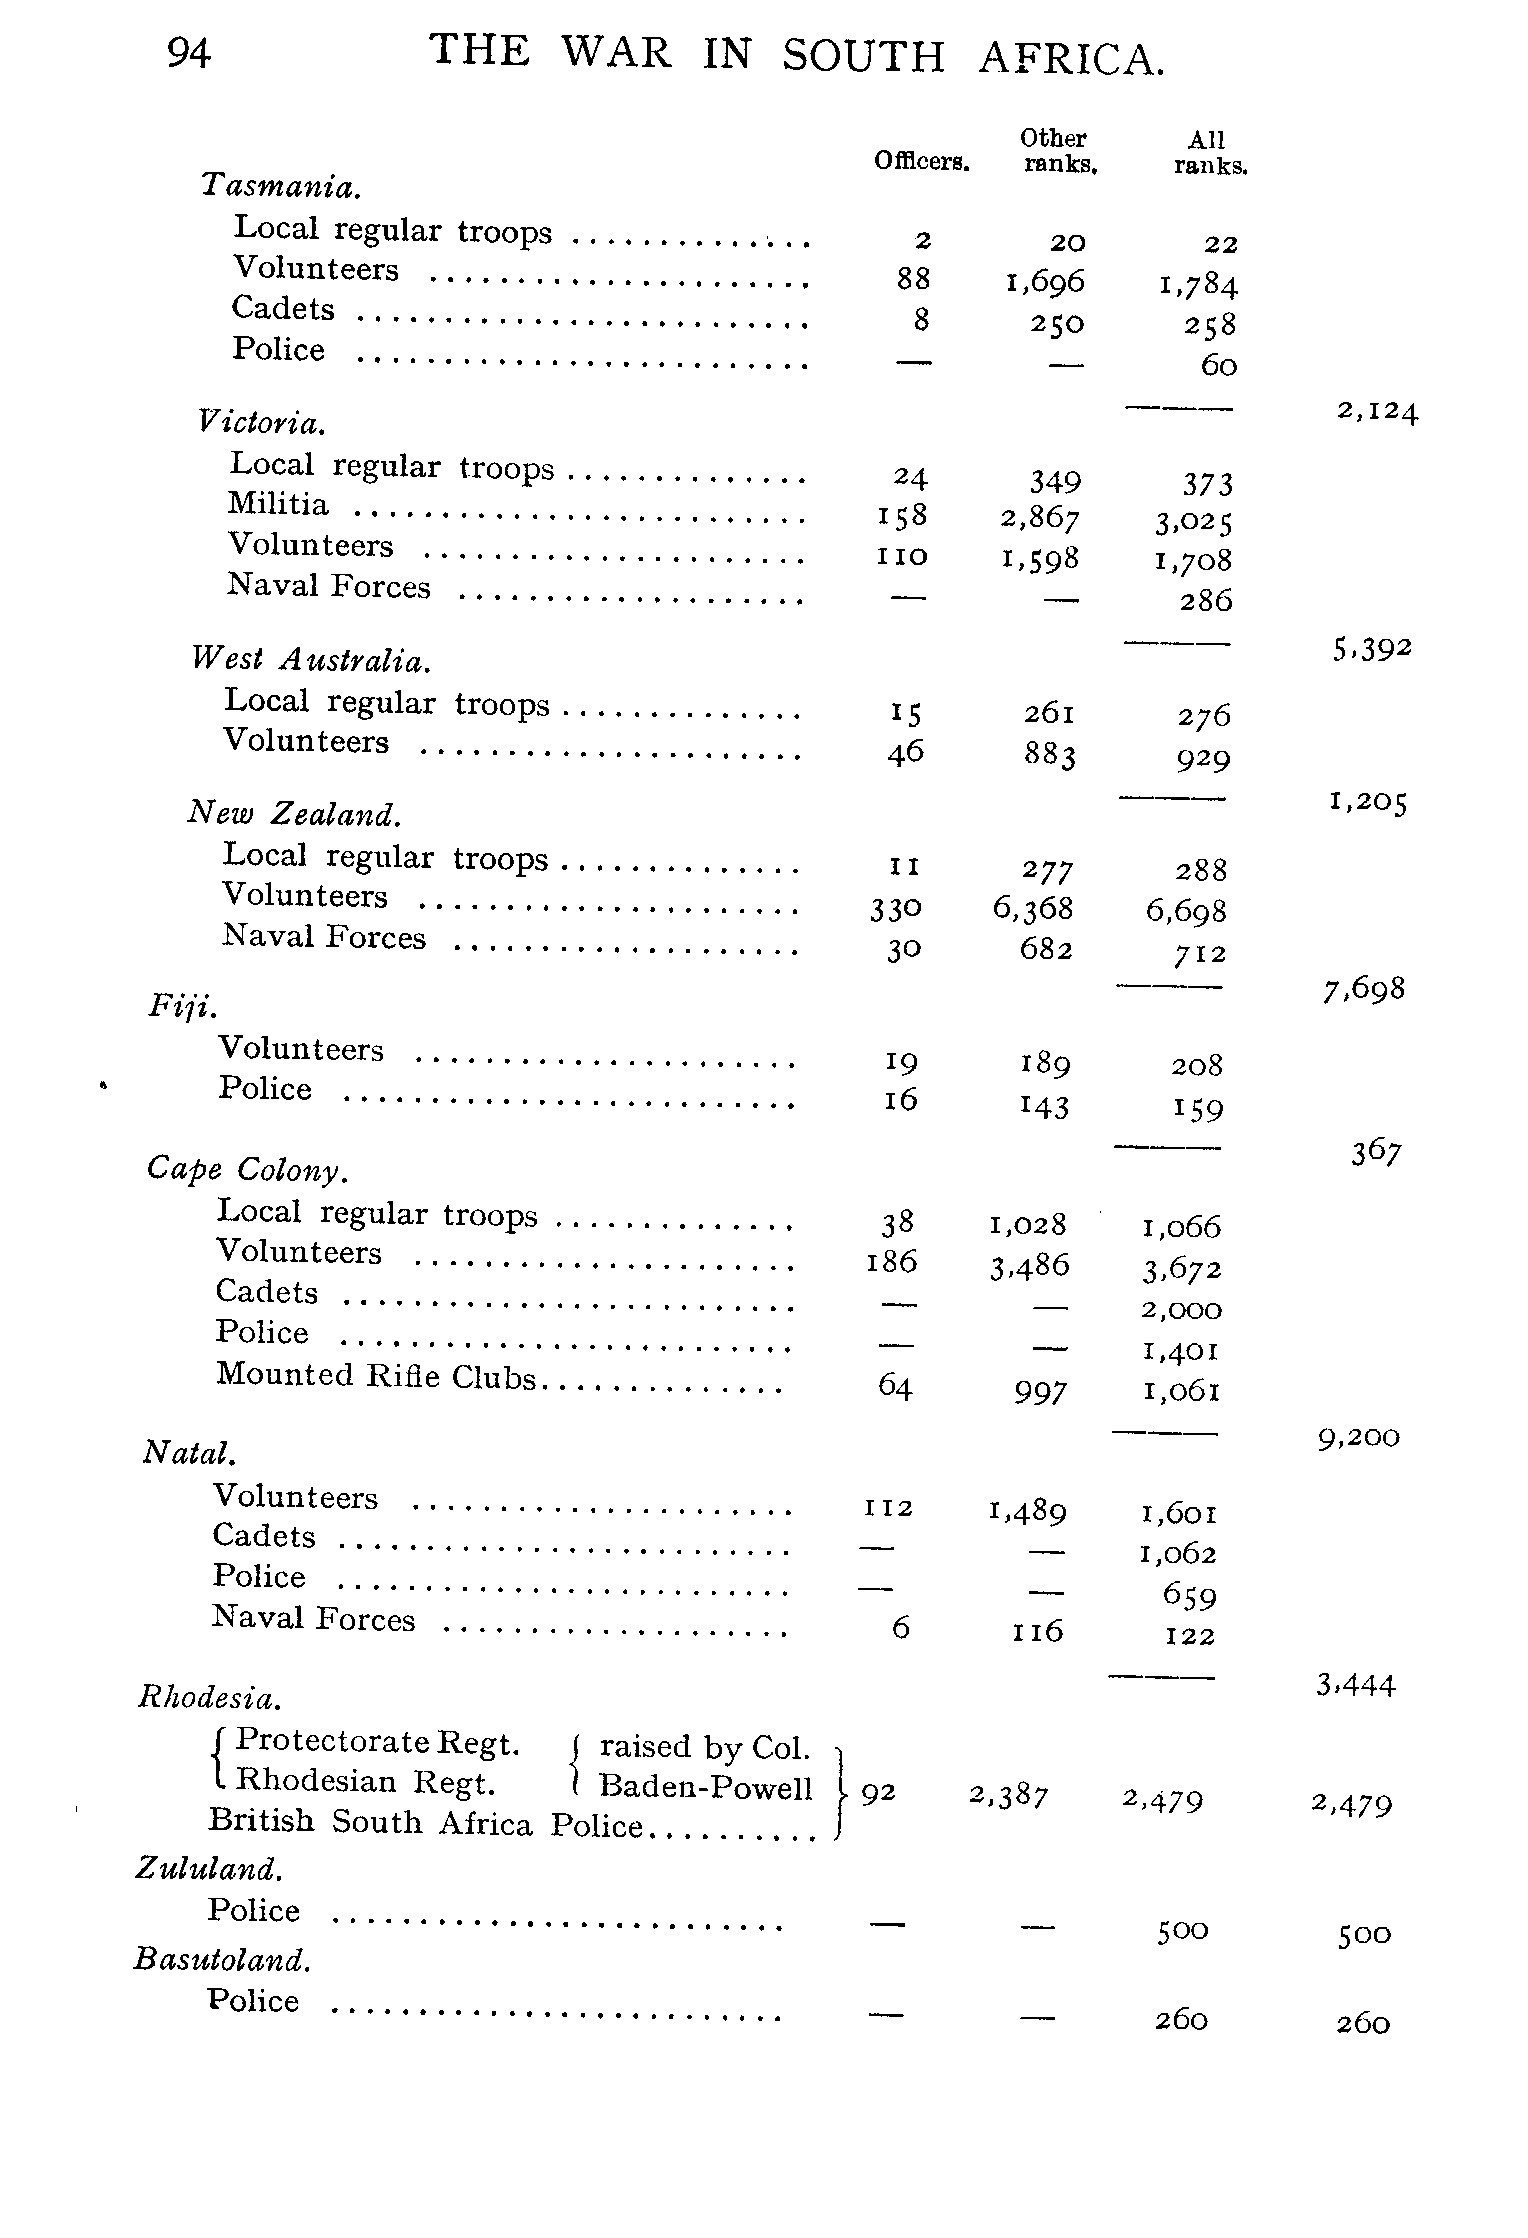 94 THE WAR IN SOUTH AFRICA.
Officers. Other ranks. All ranks.
Tasmania.
Local regular troops .............. 2 20 22
Volunteers ...................... 88 1,696 1,784
Cadets .......................... 8 250 258
Police .......................... — — 60
——— 2,124
Victoria.
Local regular troops .............. 24 349 373
Militia .......................... 158 2,867 3,025
Volunteers ...................... 110 1,598 1,708
Naval Forces .................... — — 286
——— 5,392
West Australia.
Local regular troops .............. 15 261 276
Volunteers ...................... 46 883 929
——— 1,205
New Zealand.
Local regular troops .............. 11 277 288
Volunteers ...................... 330 6,368 6,698
Naval Forces .................... 30 682 712
——— 7,698
Fiji.
Volunteers ...................... 19 189 208
Police .......................... 16 143 159
——— 367
Cape Colony.
Local regular troops .............. 38 1,028 1,066
Volunteers ...................... 186 3,486 3,672
Cadets .......................... — — 2,000
Police .......................... — — 1,401
Mounted Rifle Clubs.............. 64 997 1,061
——— 9,200
Natal.
Volunteers ...................... 112 1,489 1,601
Cadets .......................... — — 1,062
Police .......................... — — 659
Naval Forces .................... 6 116 122
——— 3,444
Rhodesia.
{ Protectorate Regt. { raised by Col. }
{ Rhodesian Regt. { Baden-Powell } 92 2,387 2,479 2,479
British South Africa Police.......... }
Zululand.
Police .......................... — — 500 500
Basutoland.
Police .......................... — — 260 260